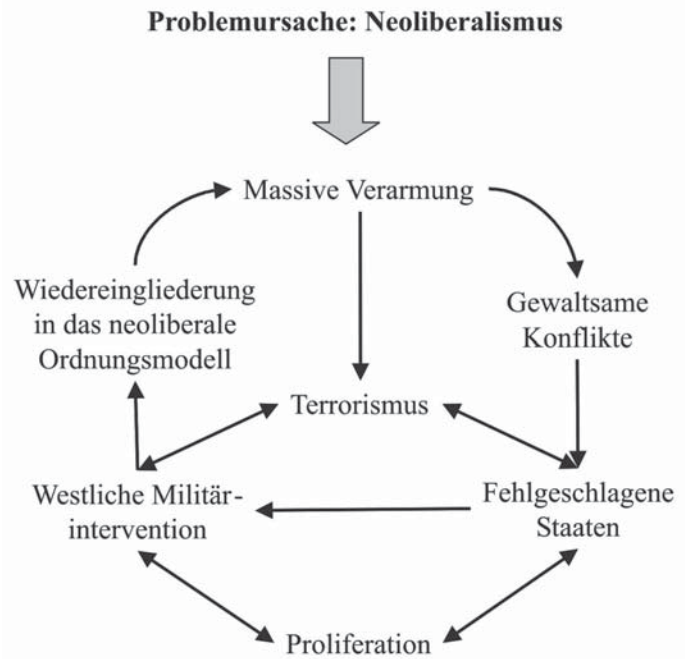 Problemursache: Neoliberalismus
Massive Verarmung
Wiedereingliederung
in das neoliberale
Ordnungsmodell
Gewaltsame
Konflikte
Terrorismus
Westliche Militär-
intervention
Fehlgeschlagene
Staaten
Proliferation